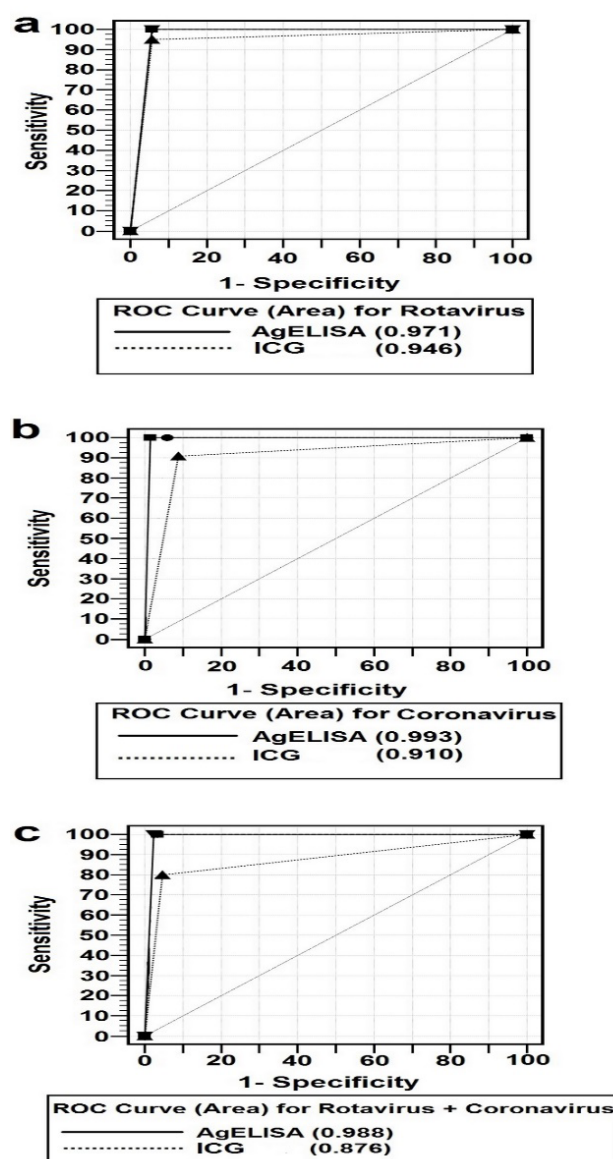 a
100
90
80
70
60
50
40
30
20
10
0
Sensitivity
0 20 40 60 80 100
1- Specificity
ROC Curve (Area) for Rotavirus
AgELISA (0.971)
ICG (0.946)
b
100
90
80
70
60
50
40
30
20
10
0
Sensitivity
0 20 40 60 80 100
1- Specificity
ROC Curve (Area) for Coronavirus
AgELISA (0.993)
ICG (0.910)
c
100
90
80
70
60
50
40
30
20
10
0
Sensitivity
0 20 40 60 80 100
1- Specificity
ROC Curve (Area) for Rotavirus + Coronavirus
AgELISA (0.988)
ICG (0.876)